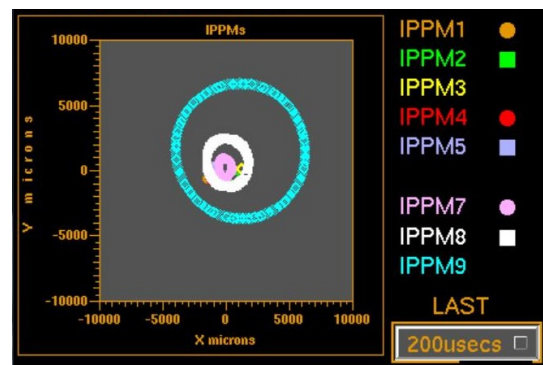 IPPMs
10000
5000
0
-5000
-10000
Y microns
-10000
-5000
0
5000
10000
X microns
IPPM1
IPPM2
IPPM3
IPPM4
IPPM5
IPPM7
IPPM8
IPPM9
LAST
200usecs